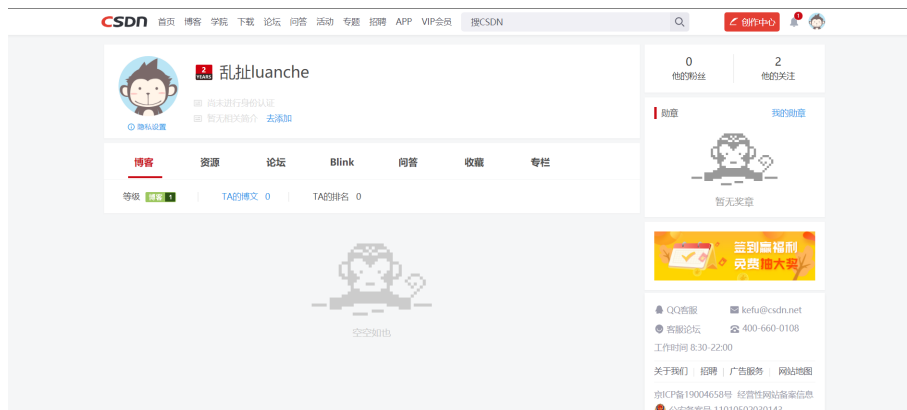 CSDN 首页 博客 学院 下载 论坛 问答 活动 专题 招聘 APP VIP会员 搜CSDN 创作中心
2 YEARS 乱扯luanche
尚未进行身份认证
暂无相关简介 去添加
隐私设置
博客 资源 论坛 Blink 问答 收藏 专栏
等级 博客 1 TA的博文 0 TA的排名 0
空空如也
0 2
他的粉丝 他的关注
勋章 我的勋章
暂无奖章
签到赢福利
免费抽大奖
QQ客服 kefu@csdn.net
客服论坛 400-660-0108
工作时间 8:30-22:00
关于我们 招聘 广告服务 网站地图
京ICP备19004658号 经营性网站备案信息
公安备案号 11010502030143